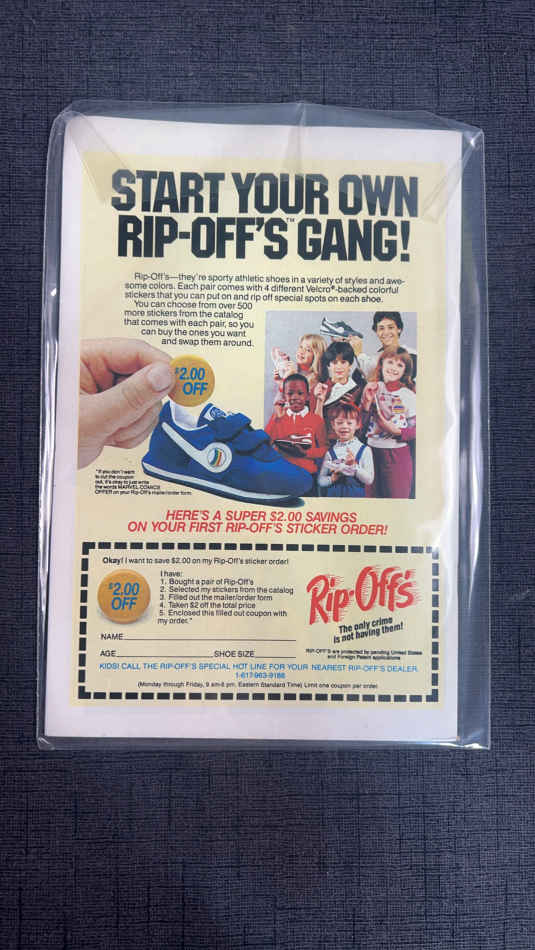 START YOUR OWN
RIP-OFF'S™ GANG!
Rip-Off's—they're sporty athletic shoes in a variety of styles and awe-
some colors. Each pair comes with 4 different Velcro®-backed colorful
stickers that you can put on and rip off special spots on each shoe.
You can choose from over 500
more stickers from the catalog
that comes with each pair, so you
can buy the ones you want
and swap them around.
$2.00
OFF
*If you don't want
to cut the coupon
out, it's okay to just write
the words MARVEL COMICS
OFFER on your Rip-Off's mailer/order form.
HERE'S A SUPER $2.00 SAVINGS
ON YOUR FIRST RIP-OFF'S STICKER ORDER!
Okay! I want to save $2.00 on my Rip-Off's sticker order!
$2.00
OFF
I have:
1. Bought a pair of Rip-Off's
2. Selected my stickers from the catalog
3. Filled out the mailer/order form
4. Taken $2 off the total price
5. Enclosed this filled out coupon with
my order.*
Rip-Off's
The only crime
is not having them!
NAME
AGE SHOE SIZE
RIP-OFF'S are protected by pending United States
and Foreign Patent applications
KIDS! CALL THE RIP-OFF'S SPECIAL HOT LINE FOR YOUR NEAREST RIP-OFF'S DEALER.
1-617-963-9188
(Monday through Friday, 9 am-6 pm, Eastern Standard Time) Limit one coupon per order.